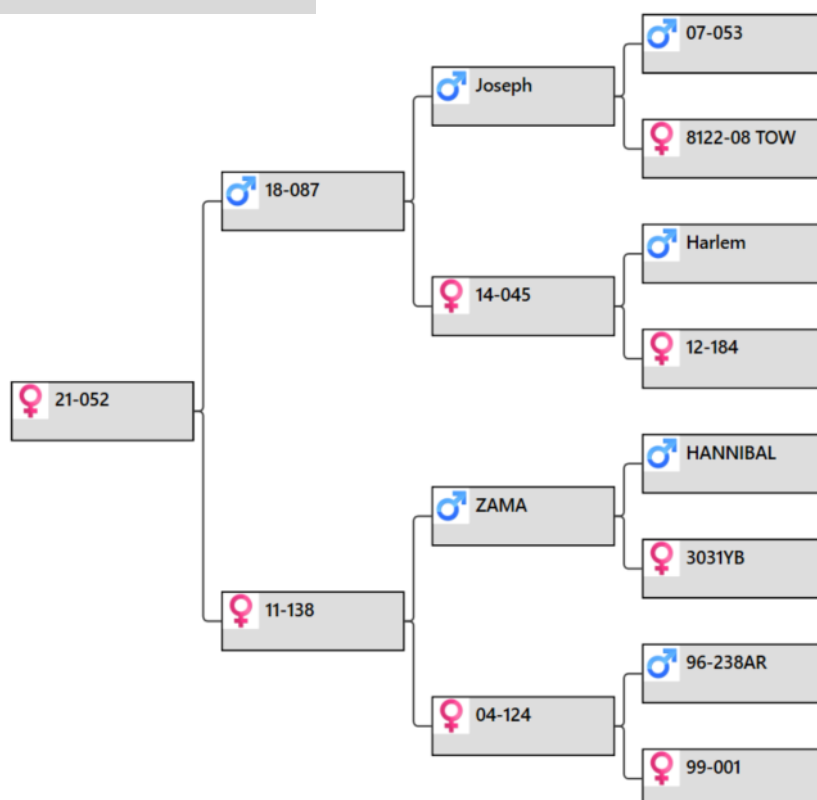 07-053
Joseph
8122-08 TOW
18-087
Harlem
14-045
12-184
21-052
HANNIBAL
ZAMA
3031YB
11-138
96-238AR
04-124
99-001